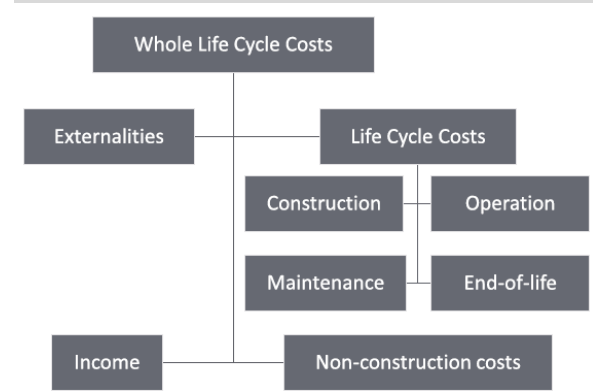 Whole Life Cycle Costs
Externalities
Life Cycle Costs
Construction
Operation
Maintenance
End-of-life
Income
Non-construction costs